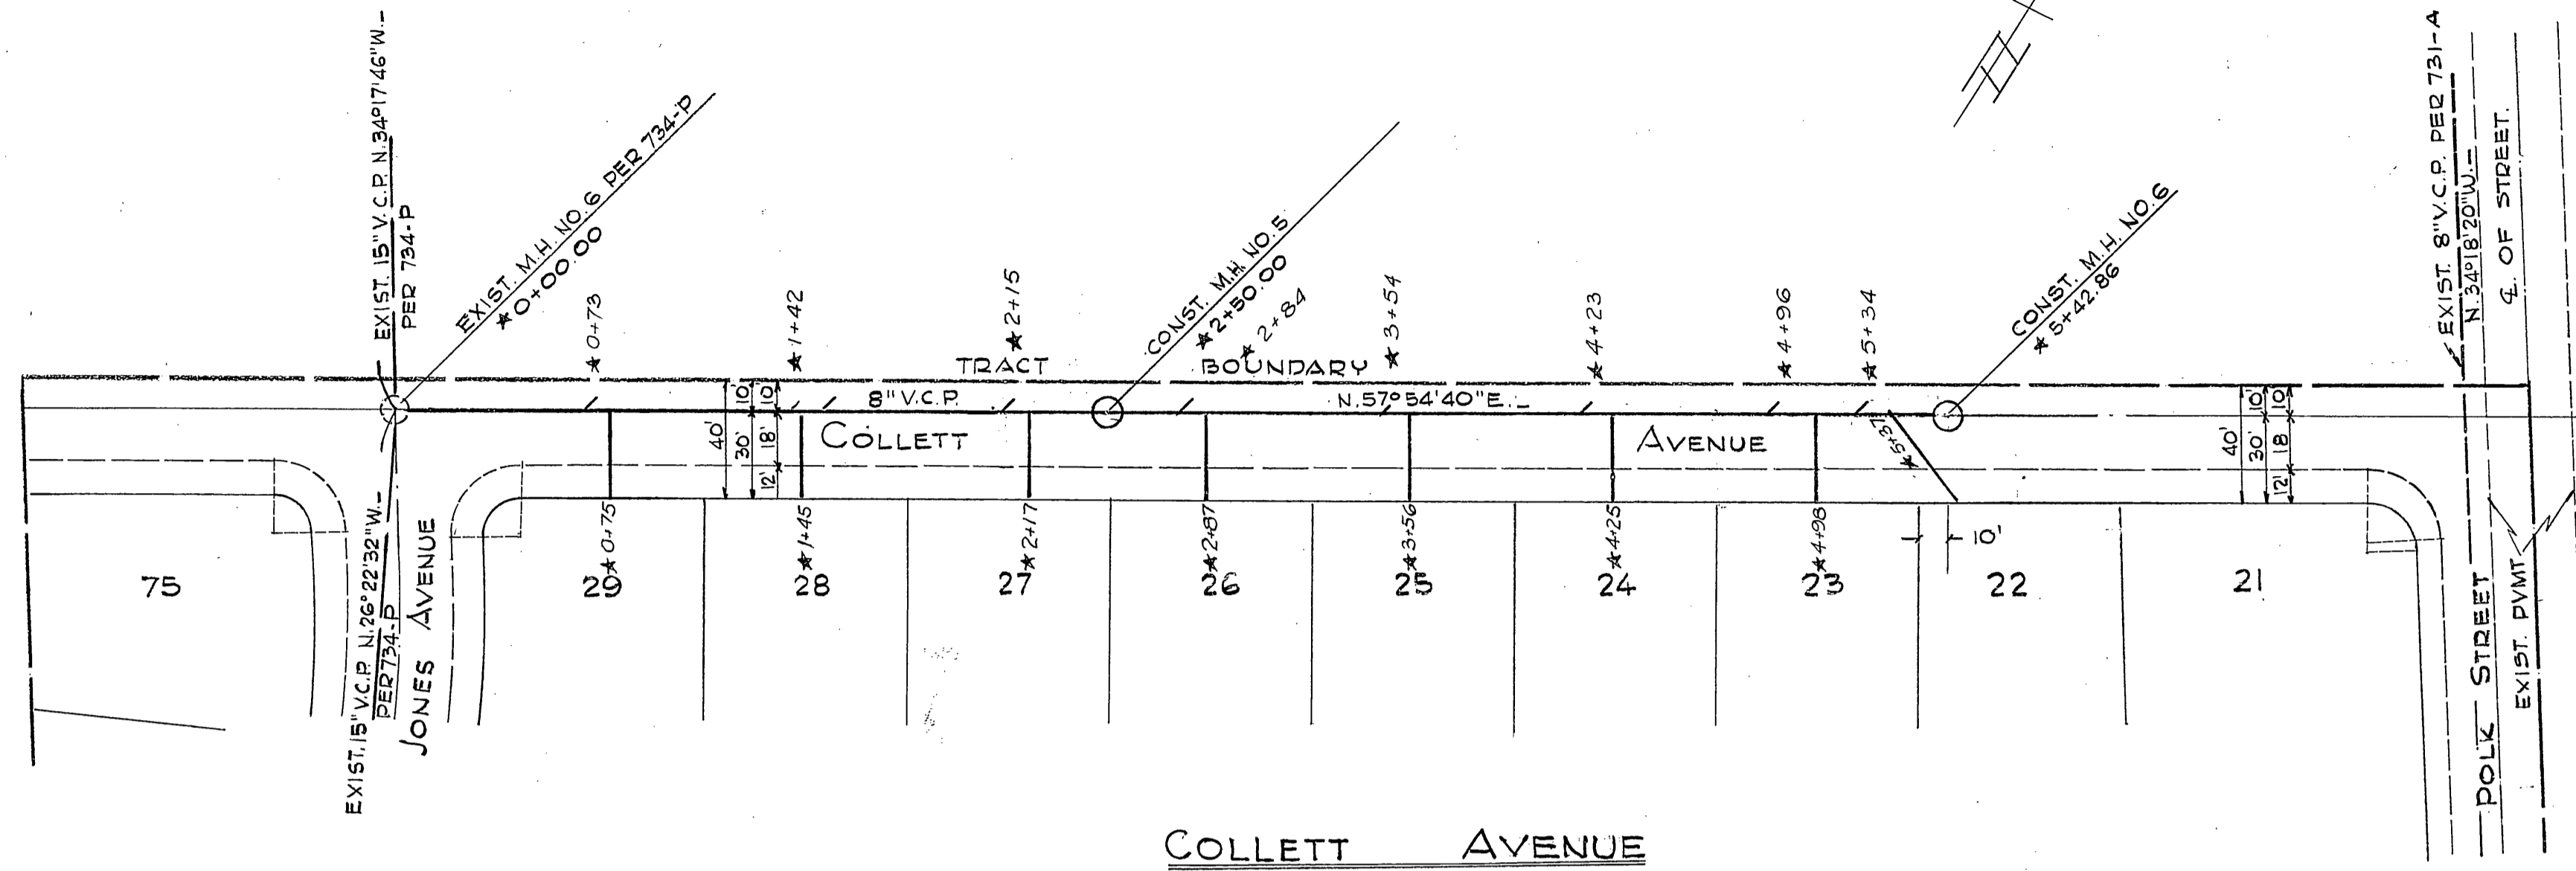 EXIST. 15" V.C.P. N.34°17'46"W.-
PER 734-P
EXIST. M.H. NO. 6 PER 734-P
★ 0+00.00
★ 0+73
★ 1+42
★ 2+15
CONST. M.H. NO. 5
★ 2+50.00
★ 2+84
★ 3+54
★ 4+23
★ 4+96
★ 5+34
CONST. M.H. NO. 6
★ 5+42.86
EXIST. 8" V.C.P. PER 731-A
N.34°18'20"W.-
℄ OF STREET.
TRACT BOUNDARY
8" V.C.P.
N.57°54'40"E.-
COLLETT AVENUE
40'
10'
30'
10'
18'
12'
★ 5+37
40'
10'
30'
10'
18
12'
★ 0+75
★ 1+45
★ 2+17
★ 2+87
★ 3+56
★ 4+25
★ 4+98
10'
75
29
28
27
26
25
24
23
22
21
EXIST. 15" V.C.P. N.26°22'32"W.-
PER 734-P
JONES AVENUE
POLK STREET
EXIST. PVMT.
COLLETT AVENUE